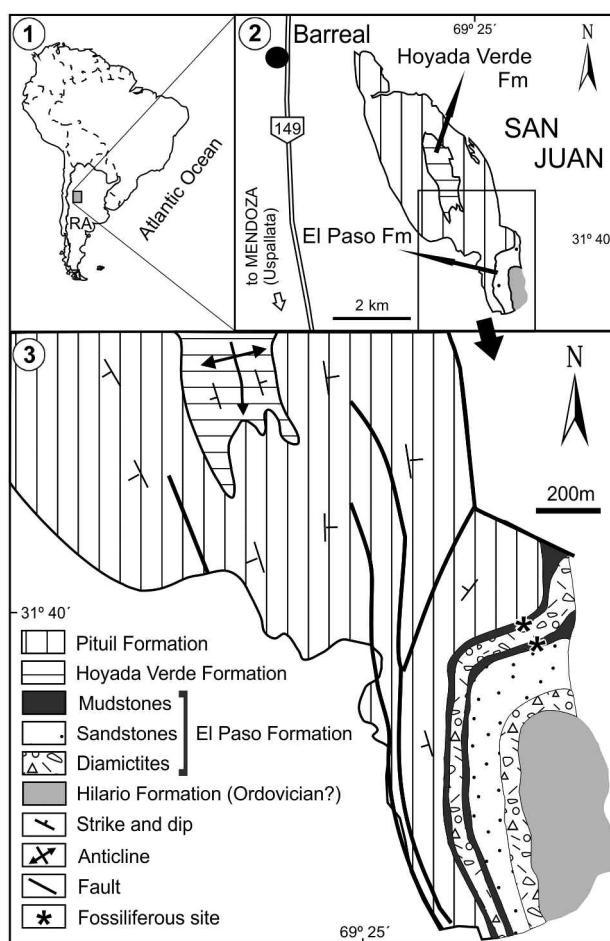 1
Atlantic Ocean
RA
2
Barreal
149
to MENDOZA
(Uspallata)
69º 25´
Hoyada Verde
Fm
N
SAN
JUAN
El Paso Fm
31º 40´
2 km
3
N
200m
*
*
31º 40´
Pituil Formation
Hoyada Verde Formation
Mudstones
Sandstones
Diamictites
El Paso Formation
Hilario Formation (Ordovician?)
Strike and dip
Anticline
Fault
* Fossiliferous site
69º 25´